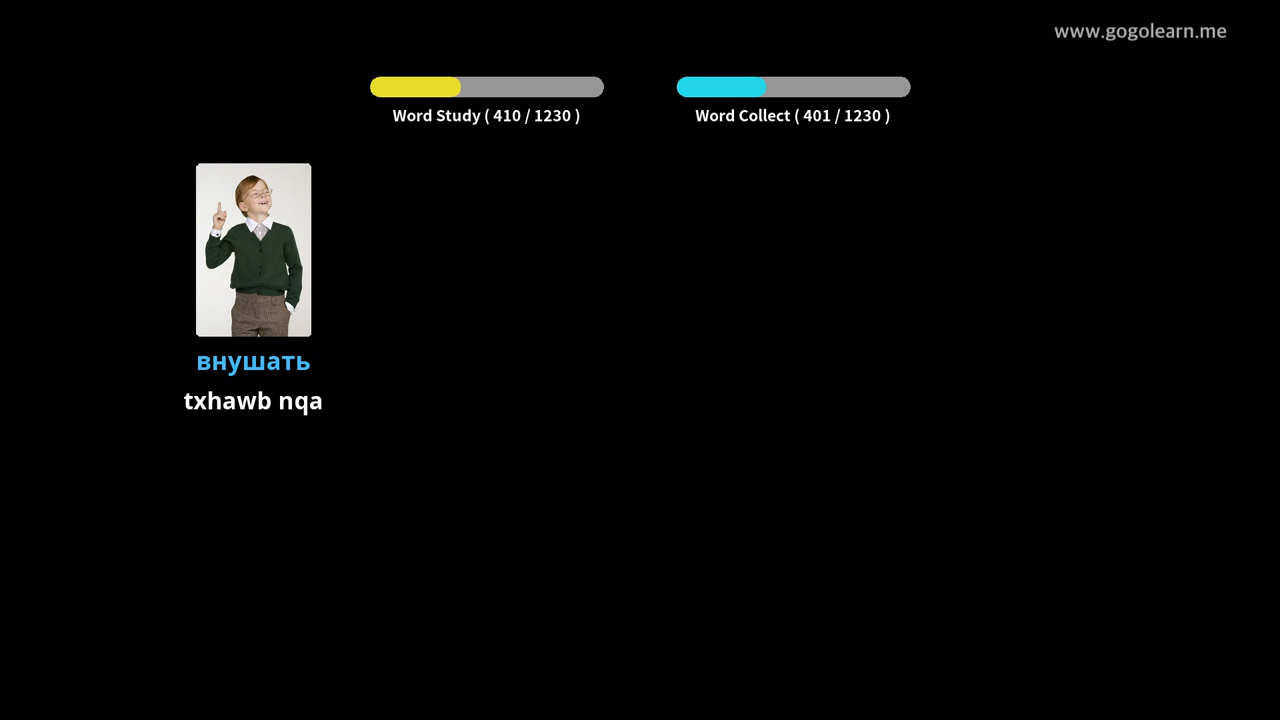 www.gogolearn.me
Word Study ( 410 / 1230 )
Word Collect ( 401 / 1230 )
внушать
txhawb nqa